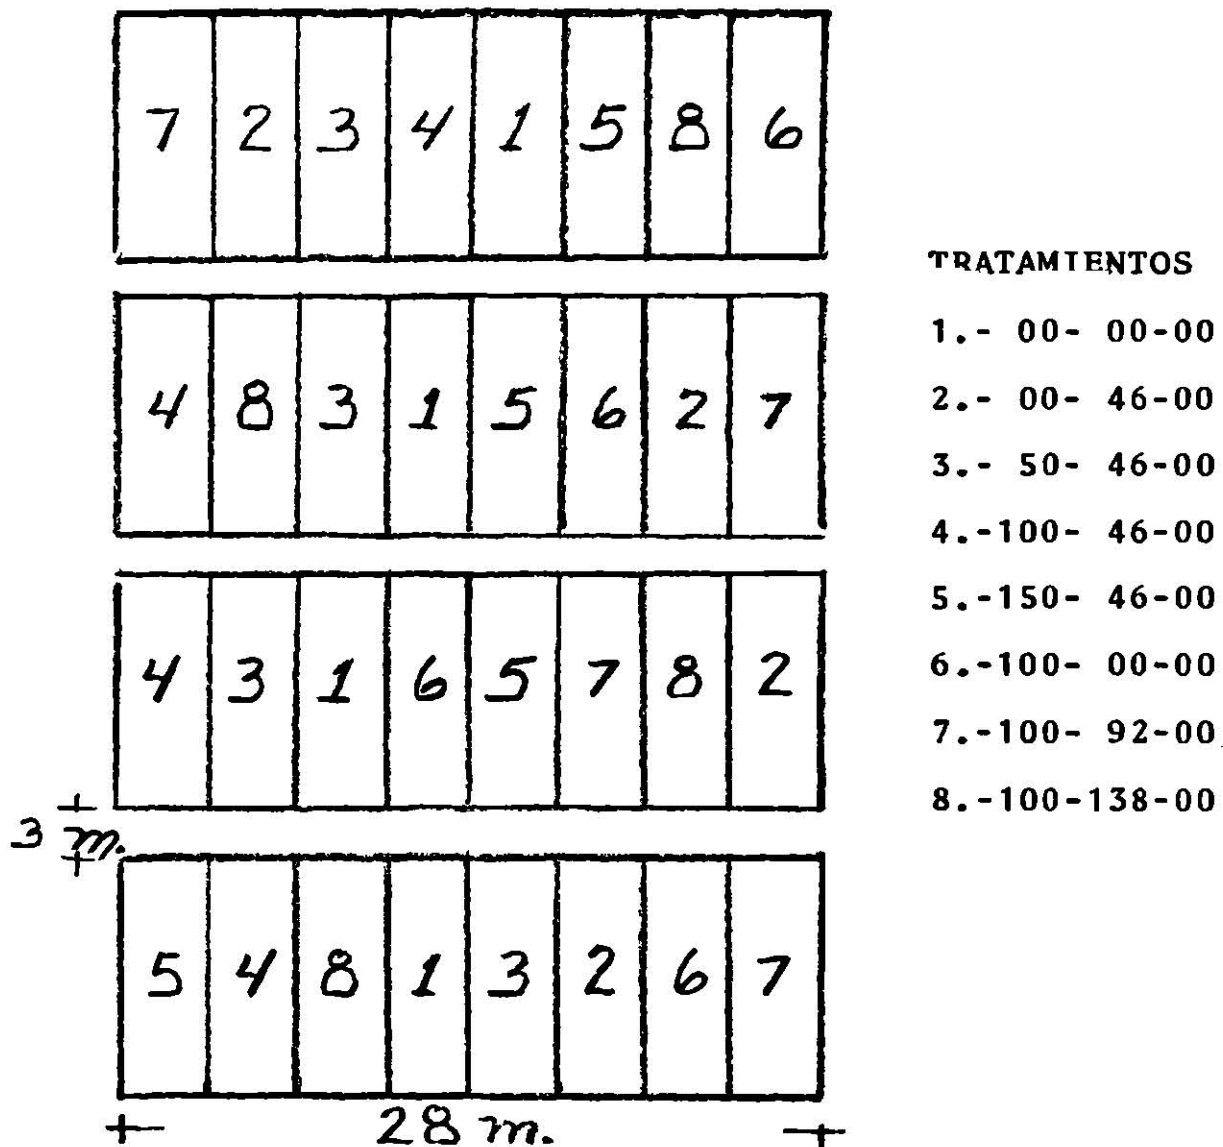 7 2 3 4 1 5 8 6
4 8 3 1 5 6 2 7
4 3 1 6 5 7 8 2
3 m.
5 4 8 1 3 2 6 7
28 m.
TRATAMIENTOS
1.- 00- 00-00
2.- 00- 46-00
3.- 50- 46-00
4.-100- 46-00
5.-150- 46-00
6.-100- 00-00
7.-100- 92-00
8.-100-138-00